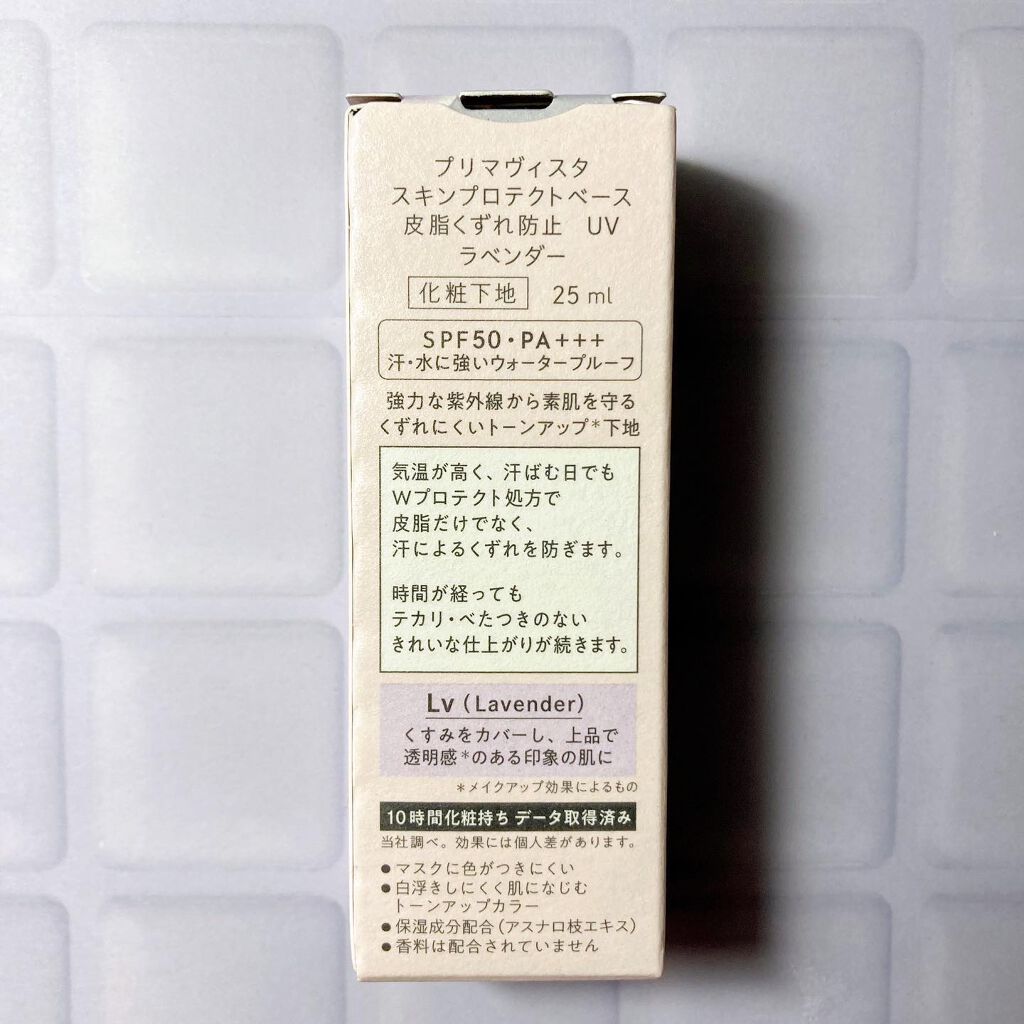 プリマヴィスタ
スキンプロテクトベース
皮脂くずれ防止 UV
ラベンダー
化粧下地 25 ml
SPF50・PA+++
汗・水に強いウォータープルーフ
強力な紫外線から素肌を守る
くずれにくいトーンアップ*下地
気温が高く、汗ばむ日でも
Wプロテクト処方で
皮脂だけでなく、
汗によるくずれを防ぎます。
時間が経っても
テカリ・べたつきのない
きれいな仕上がりが続きます。
Lv (Lavender)
くすみをカバーし、上品で
透明感*のある印象の肌に
*メイクアップ効果によるもの
10時間化粧持ち データ取得済み
当社調べ。効果には個人差があります。
●マスクに色がつきにくい
●白浮きしにくく肌になじむ
トーンアップカラー
●保湿成分配合(アスナロ枝エキス)
●香料は配合されていません